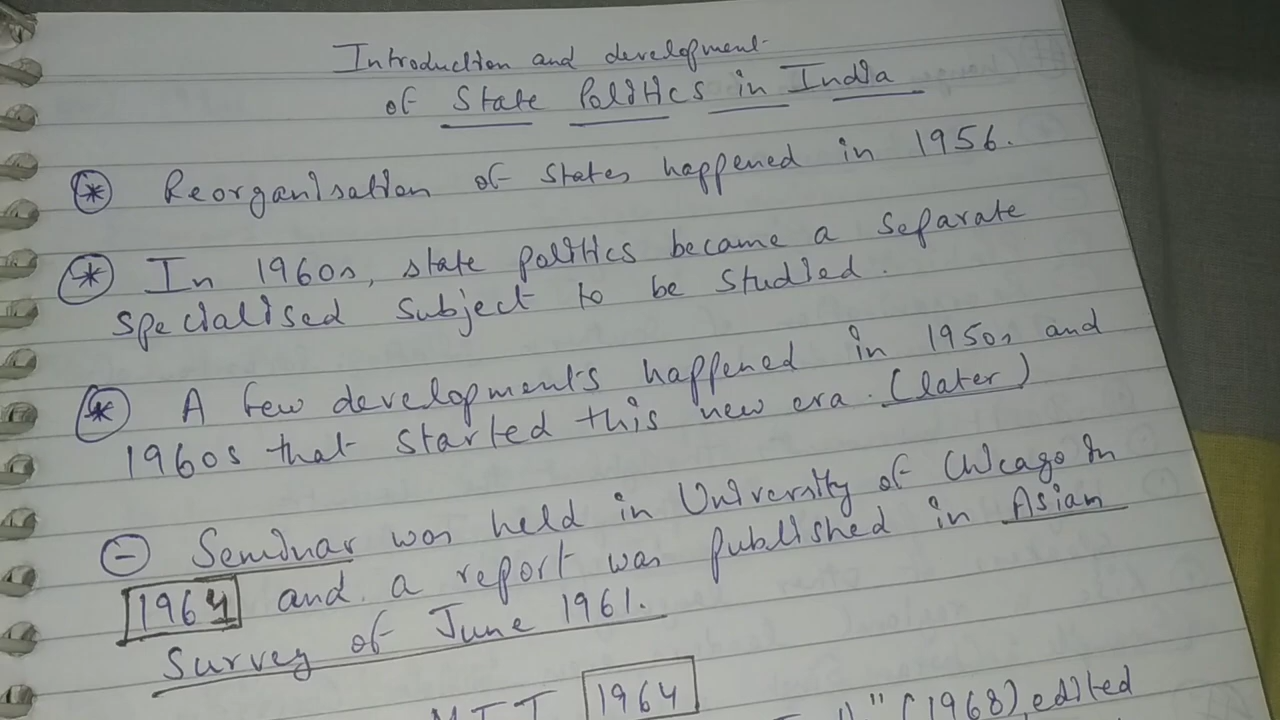 Introduction and development
of State Politics in India
* Reorganisation of states happened in 1956.
* In 1960s, state politics became a separate
specialised subject to be studied.
* A few developments happened in 1950s and
1960s that started this new era. (later)
- Seminar was held in University of Chicago in
1964 and a report was published in Asian
Survey of June 1961.
MIT 1964
" (1968) edited